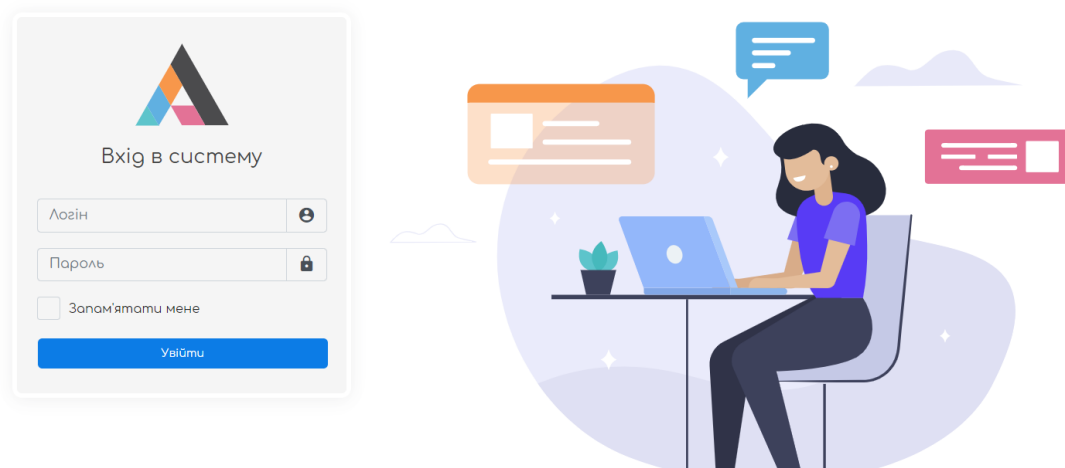 Вхід в систему
Логін
Пароль
Запам'ятати мене
Увійти